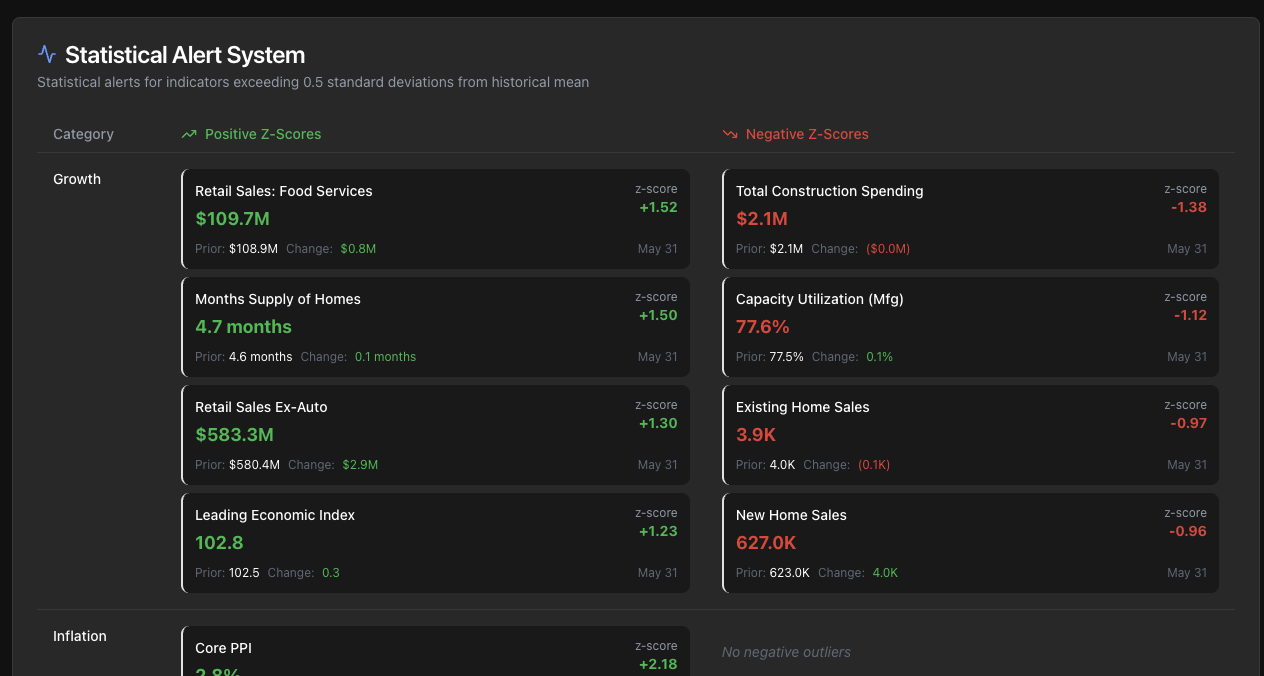 Statistical Alert System
Statistical alerts for indicators exceeding 0.5 standard deviations from historical mean
Category
Positive Z-Scores
Negative Z-Scores
Growth
Retail Sales: Food Services
z-score
$109.7M
+1.52
Prior: $108.9M Change: $0.8M
May 31
Total Construction Spending
z-score
$2.1M
-1.38
Prior: $2.1M Change: ($0.0M)
May 31
Months Supply of Homes
z-score
4.7 months
+1.50
Prior: 4.6 months Change: 0.1 months
May 31
Capacity Utilization (Mfg)
z-score
77.6%
-1.12
Prior: 77.5% Change: 0.1%
May 31
Retail Sales Ex-Auto
z-score
$583.3M
+1.30
Prior: $580.4M Change: $2.9M
May 31
Existing Home Sales
z-score
3.9K
-0.97
Prior: 4.0K Change: (0.1K)
May 31
Leading Economic Index
z-score
102.8
+1.23
Prior: 102.5 Change: 0.3
May 31
New Home Sales
z-score
627.0K
-0.96
Prior: 623.0K Change: 4.0K
May 31
Inflation
Core PPI
z-score
+2.18
2.8%
No negative outliers